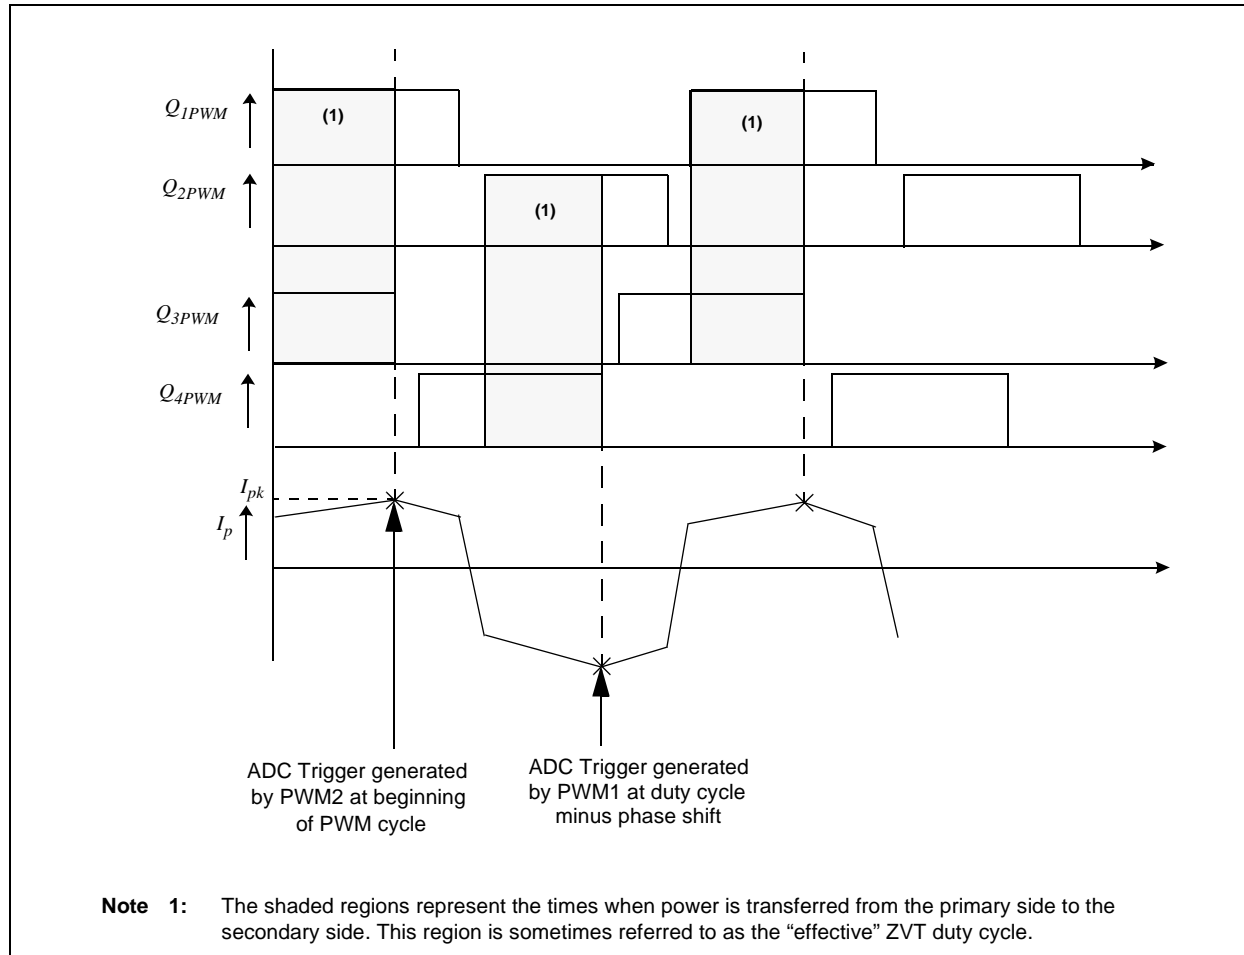 Q1PWM
(1)
(1)
Q2PWM
(1)
Q3PWM
Q4PWM
Ipk
Ip
ADC Trigger generated
by PWM2 at beginning
of PWM cycle
ADC Trigger generated
by PWM1 at duty cycle
minus phase shift
Note 1: The shaded regions represent the times when power is transferred from the primary side to the
secondary side. This region is sometimes referred to as the “effective” ZVT duty cycle.